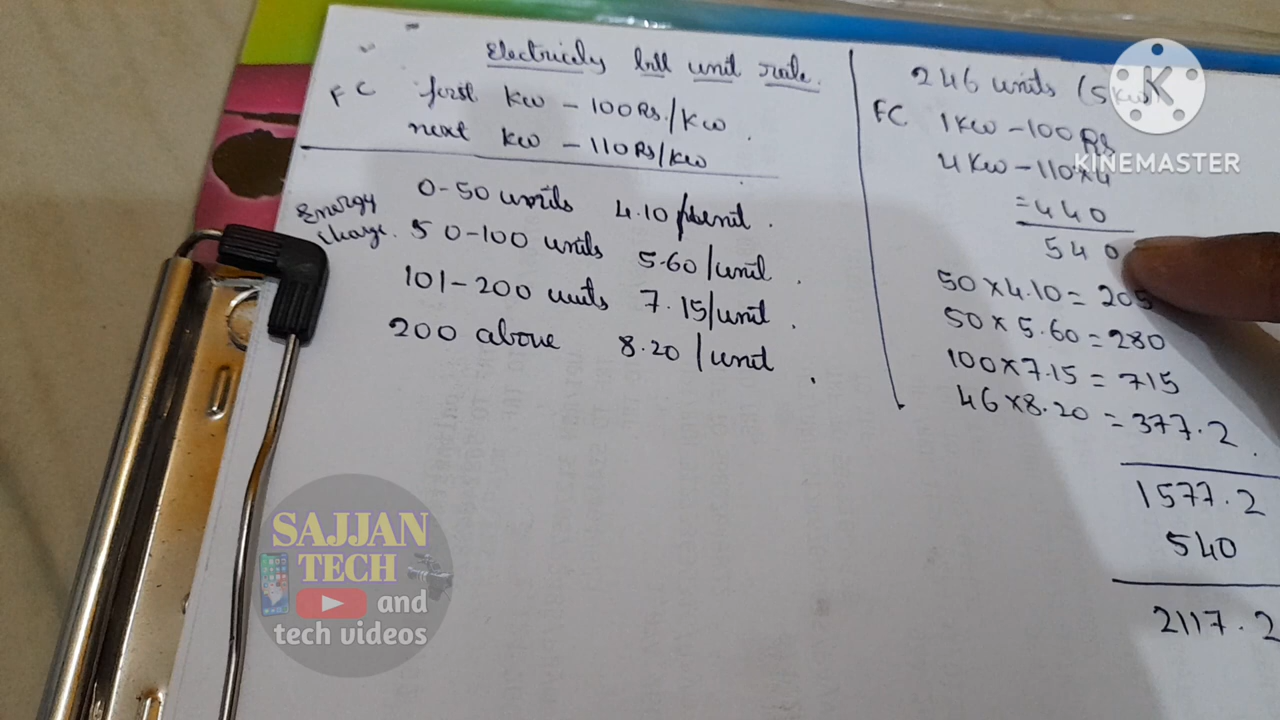 Electricity bill unit rate.
FC first kw - 100Rs./kw.
next kw - 110Rs/kw
Energy charge. 0-50 units 4.10 /unit.
50-100 units 5.60/unit.
101-200 units 7.15/unit.
200 above 8.20/unit.
246 units (5kw)
FC 1kw - 100 Rs
4kw - 110x4
=440
540
50x4.10=205
50x5.60=280
100x7.15=715
46x8.20=377.2.
1577.2
540
2117.2
K
KINEMASTER
SAJJAN
TECH
and
tech videos